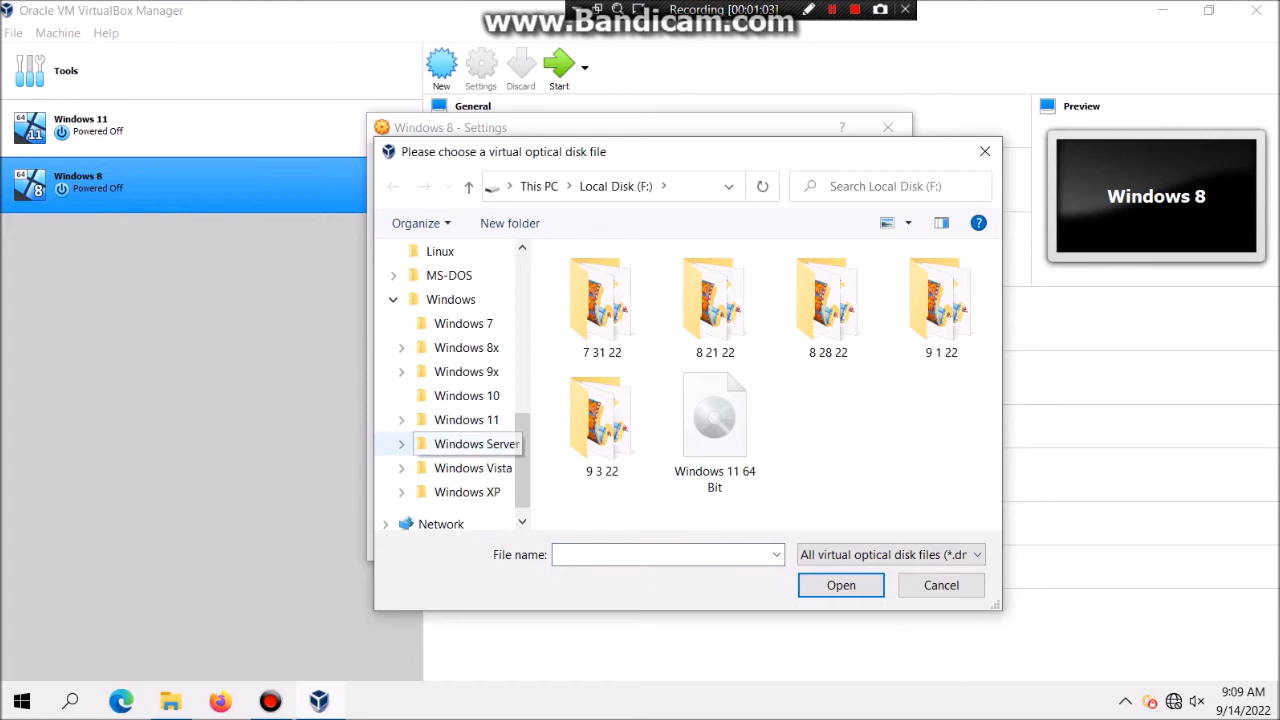 Oracle VM VirtualBox Manager
Recording [00:01:03]
www.Bandicam.com
File Machine Help
Tools
New Settings Discard Start
64 11 Windows 11
Powered Off
64 8 Windows 8
Powered Off
General
Preview
Windows 8
Windows 8 - Settings
?
Please choose a virtual optical disk file
This PC
Local Disk (F:)
Search Local Disk (F:)
Organize
New folder
?
Linux
MS-DOS
Windows
Windows 7
Windows 8x
Windows 9x
Windows 10
Windows 11
Windows Server
Windows Vista
Windows XP
Network
7 31 22
8 21 22
8 28 22
9 1 22
9 3 22
Windows 11 64
Bit
File name:
All virtual optical disk files (*.dr
Open
Cancel
9:09 AM
9/14/2022